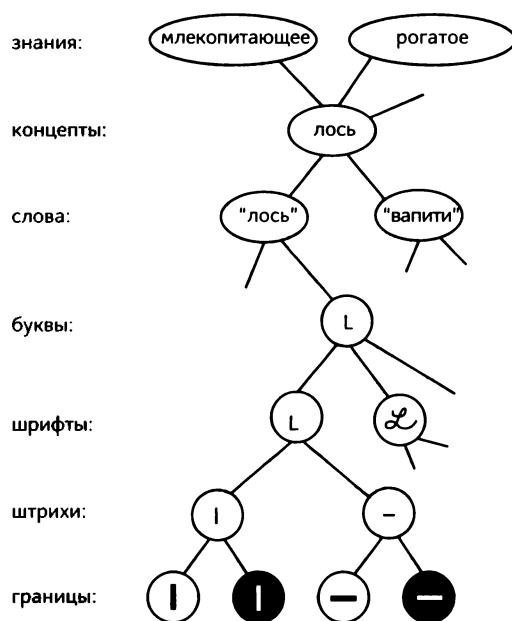 знания: млекопитающее рогатое
концепты: лось
слова: "лось" "вапити"
буквы: L
шрифты: L ℒ
штрихи: | –
границы: | | – –